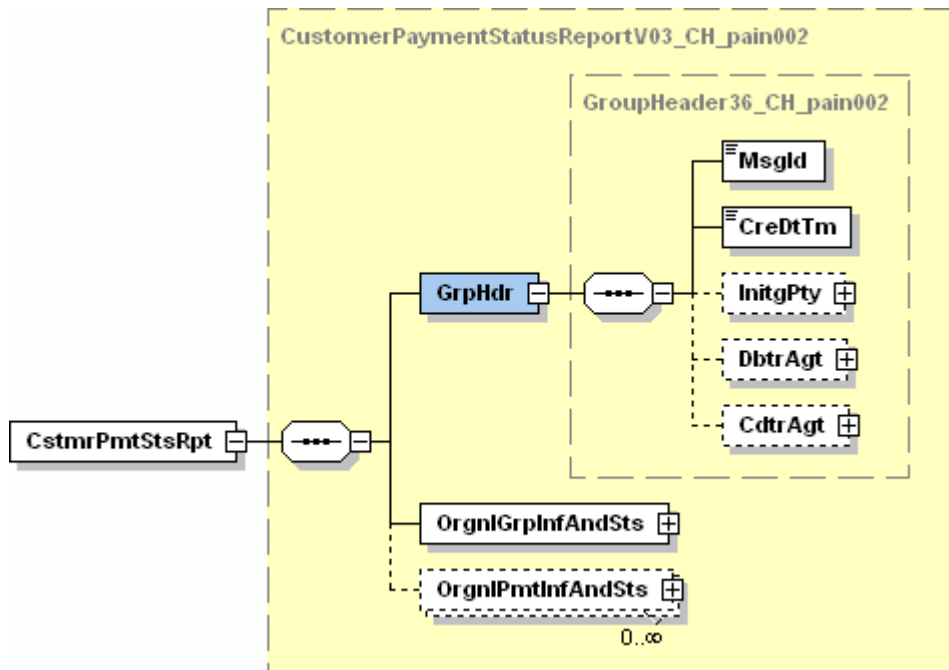 CustomerPaymentStatusReportV03_CH_pain002
GroupHeader36_CH_pain002
MsgId
CreDtTm
GrpHdr
InitgPty
DbtrAgt
CdtrAgt
CstmrPmtStsRpt
OrgnlGrpInfAndSts
OrgnlPmtInfAndSts
0..∞